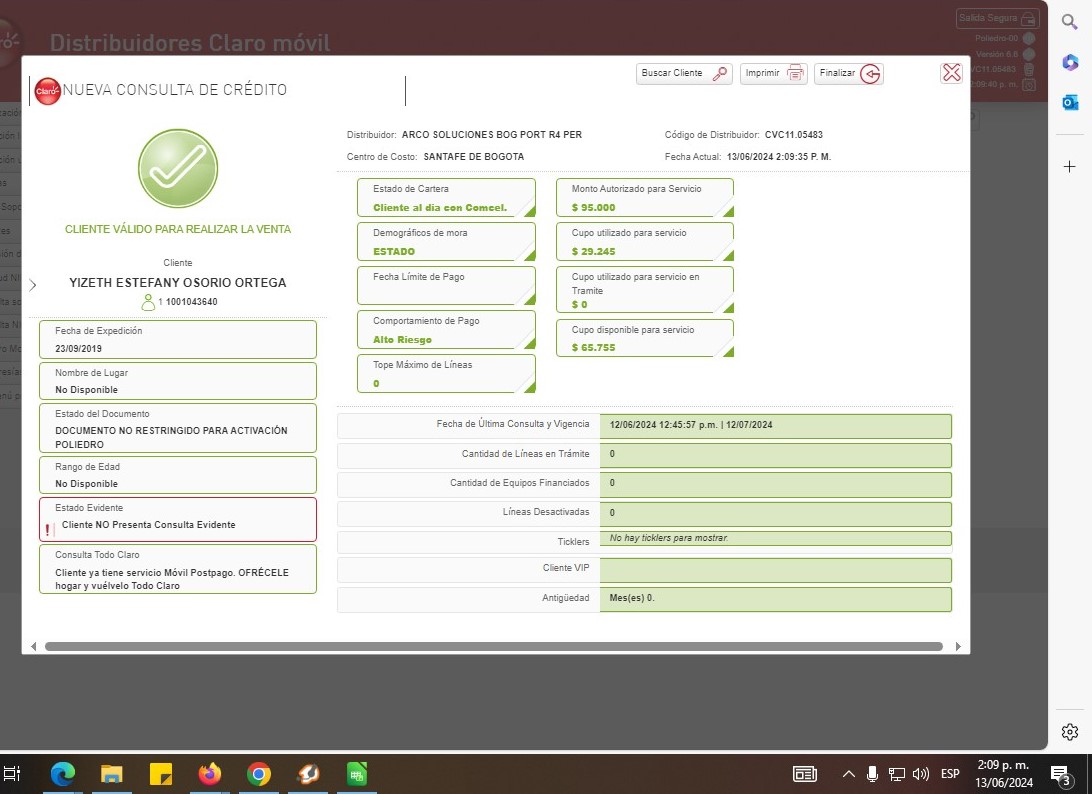 Distribuidores Claro móvil
Salida Segura
Poliedro-00
Versión 6.8
VC11.05483
2:09:40 p. m.
Buscar Cliente
Imprimir
Finalizar
Claro
NUEVA CONSULTA DE CRÉDITO
CLIENTE VÁLIDO PARA REALIZAR LA VENTA
Cliente
YIZETH ESTEFANY OSORIO ORTEGA
1 1001043640
Fecha de Expedición
23/09/2019
Nombre de Lugar
No Disponible
Estado del Documento
DOCUMENTO NO RESTRINGIDO PARA ACTIVACIÓN
POLIEDRO
Rango de Edad
No Disponible
Estado Evidente
! Cliente NO Presenta Consulta Evidente
Consulta Todo Claro
Cliente ya tiene servicio Móvil Postpago. OFRÉCELE
hogar y vuélvelo Todo Claro
Distribuidor: ARCO SOLUCIONES BOG PORT R4 PER
Código de Distribuidor: CVC11.05483
Centro de Costo: SANTAFE DE BOGOTA
Fecha Actual: 13/06/2024 2:09:35 P. M.
Estado de Cartera
Cliente al dia con Comcel.
Demográficos de mora
ESTADO
Fecha Límite de Pago
Comportamiento de Pago
Alto Riesgo
Tope Máximo de Líneas
0
Monto Autorizado para Servicio
$ 95.000
Cupo utilizado para servicio
$ 29.245
Cupo utilizado para servicio en
Tramite
$ 0
Cupo disponible para servicio
$ 65.755
Fecha de Última Consulta y Vigencia 12/06/2024 12:45:57 p.m. | 12/07/2024
Cantidad de Líneas en Trámite 0
Cantidad de Equipos Financiados 0
Líneas Desactivadas 0
Ticklers No hay ticklers para mostrar.
Cliente VIP
Antigüedad Mes(es) 0.
ESP
2:09 p. m.
13/06/2024
3